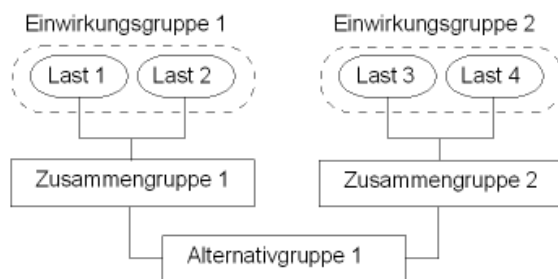 Einwirkungsgruppe 1
Einwirkungsgruppe 2
Last 1
Last 2
Last 3
Last 4
Zusammengruppe 1
Zusammengruppe 2
Alternativgruppe 1